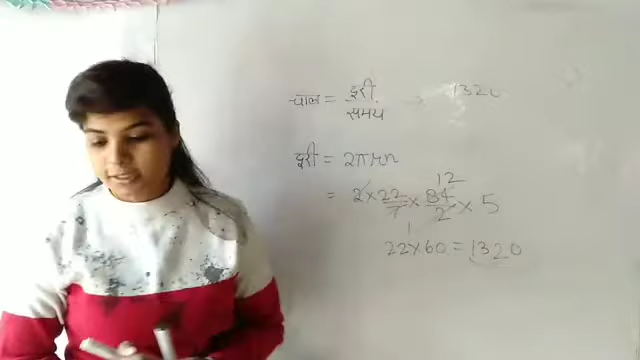 चाल = दूरी / समय 1320
दूरी = 2πrn
= 2 × 22/7 × 84/2 × 5
12
1
22 × 60 = 1320